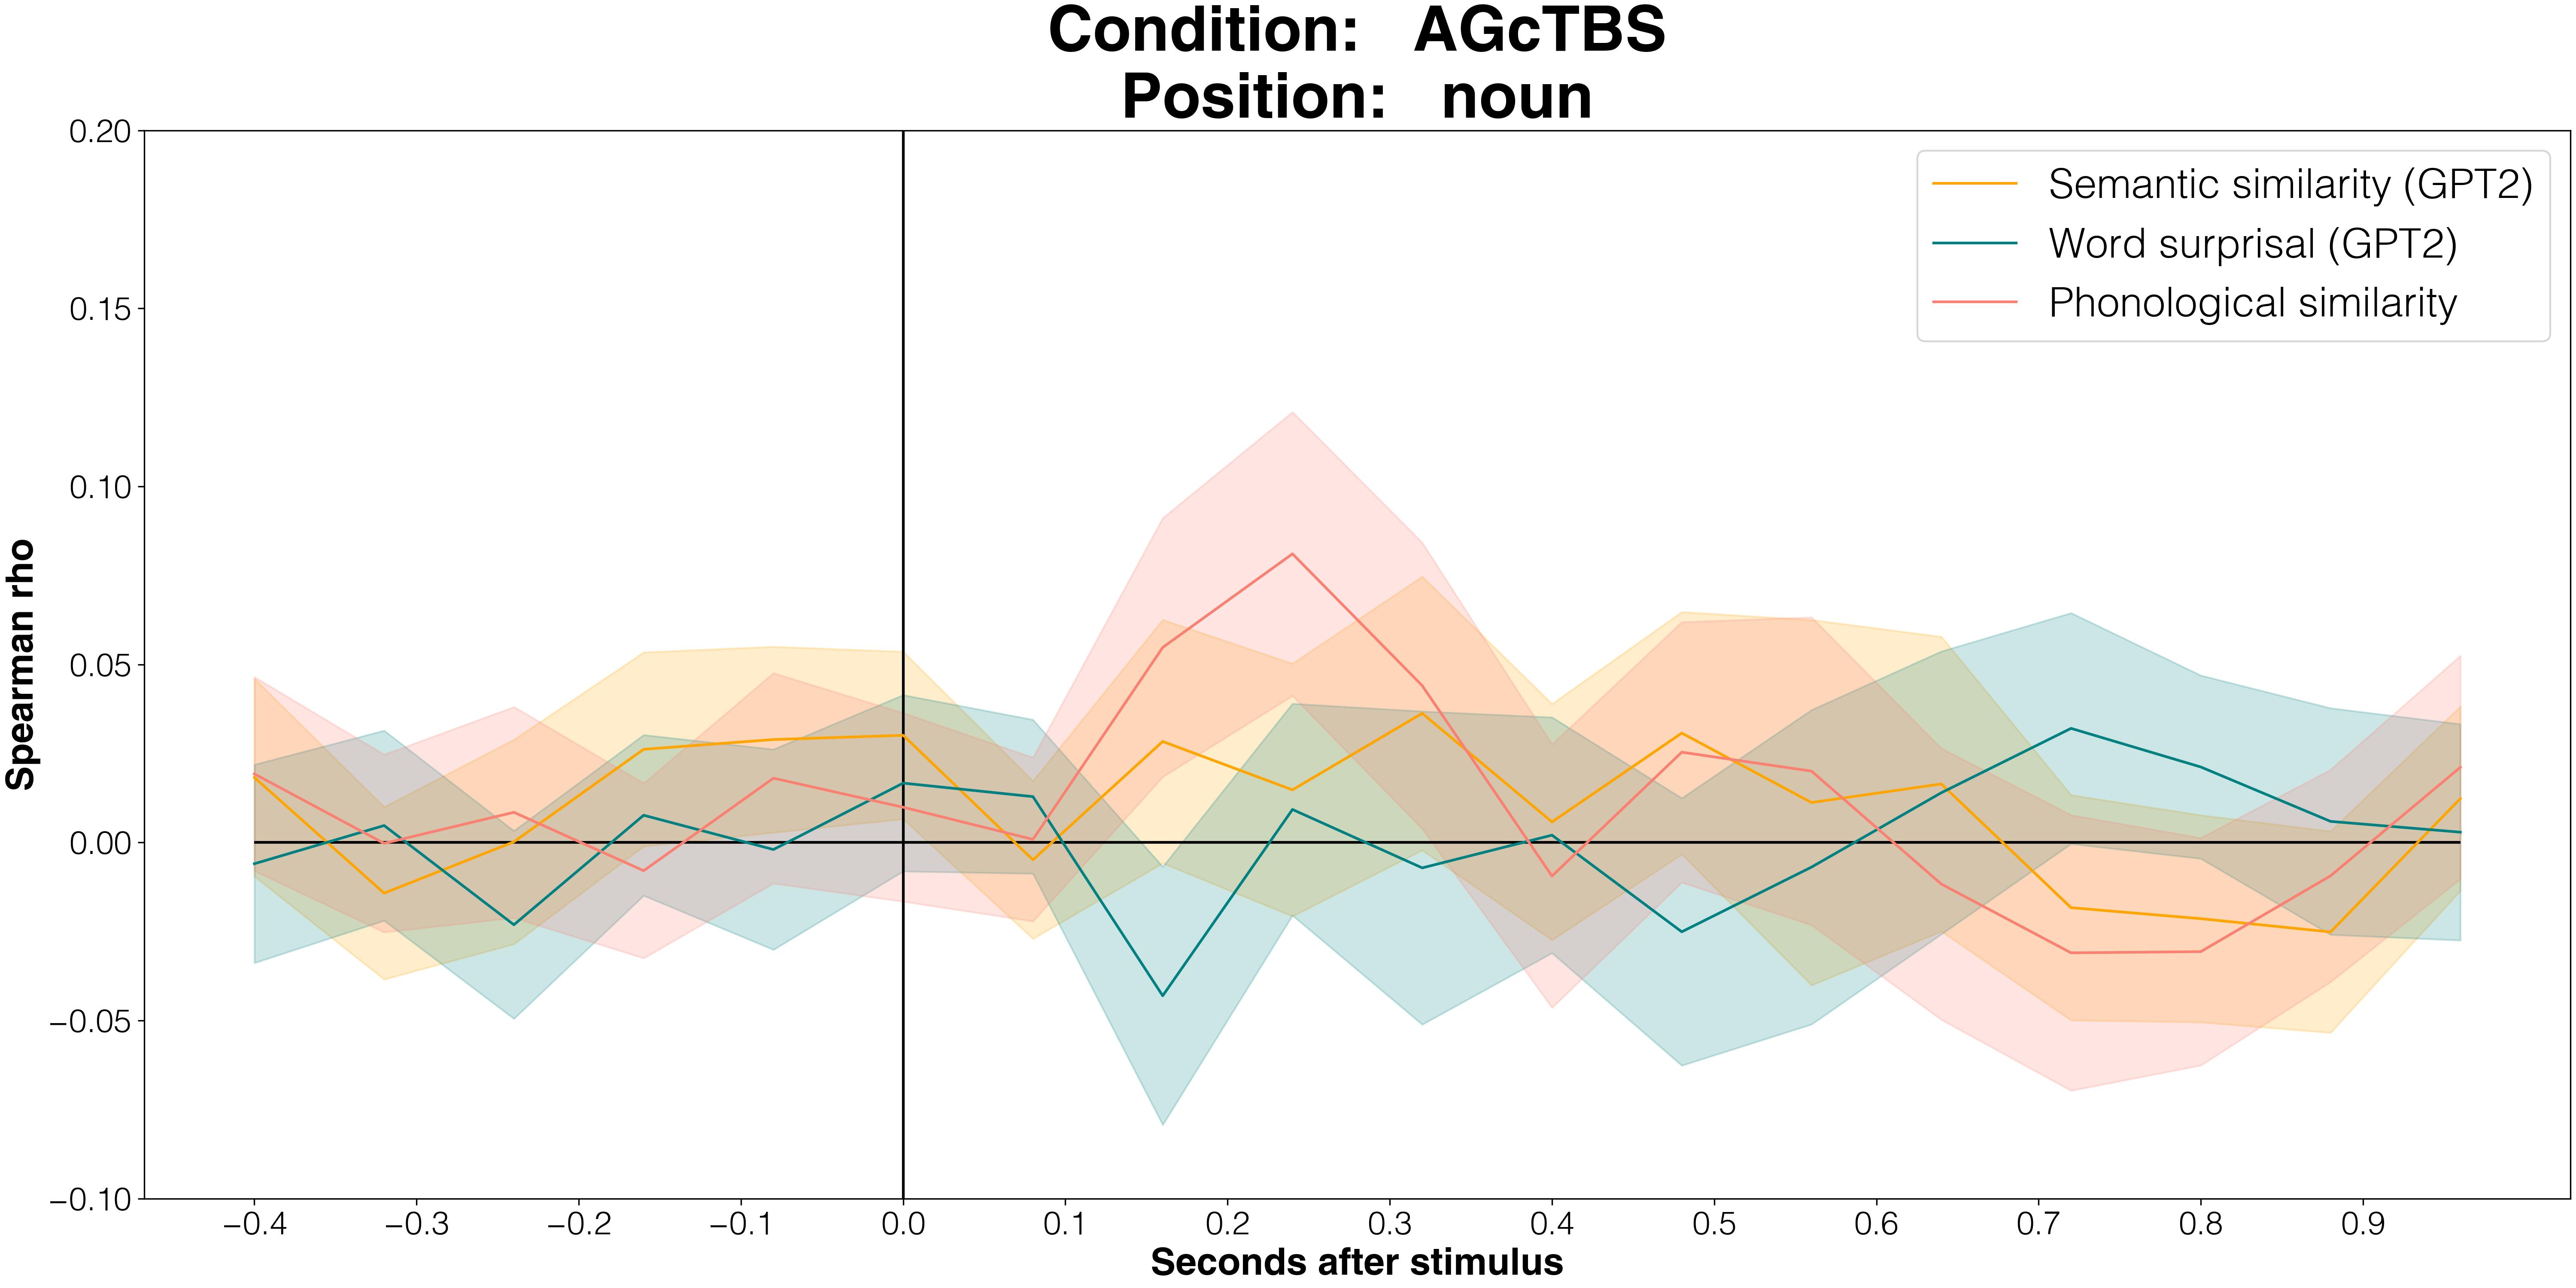 Condition:   AGcTBS
Position:   noun
Semantic similarity (GPT2)
Word surprisal (GPT2)
Phonological similarity
Spearman rho
0.20
0.15
0.10
0.05
0.00
−0.05
−0.10
−0.4 −0.3 −0.2 −0.1 0.0 0.1 0.2 0.3 0.4 0.5 0.6 0.7 0.8 0.9
Seconds after stimulus